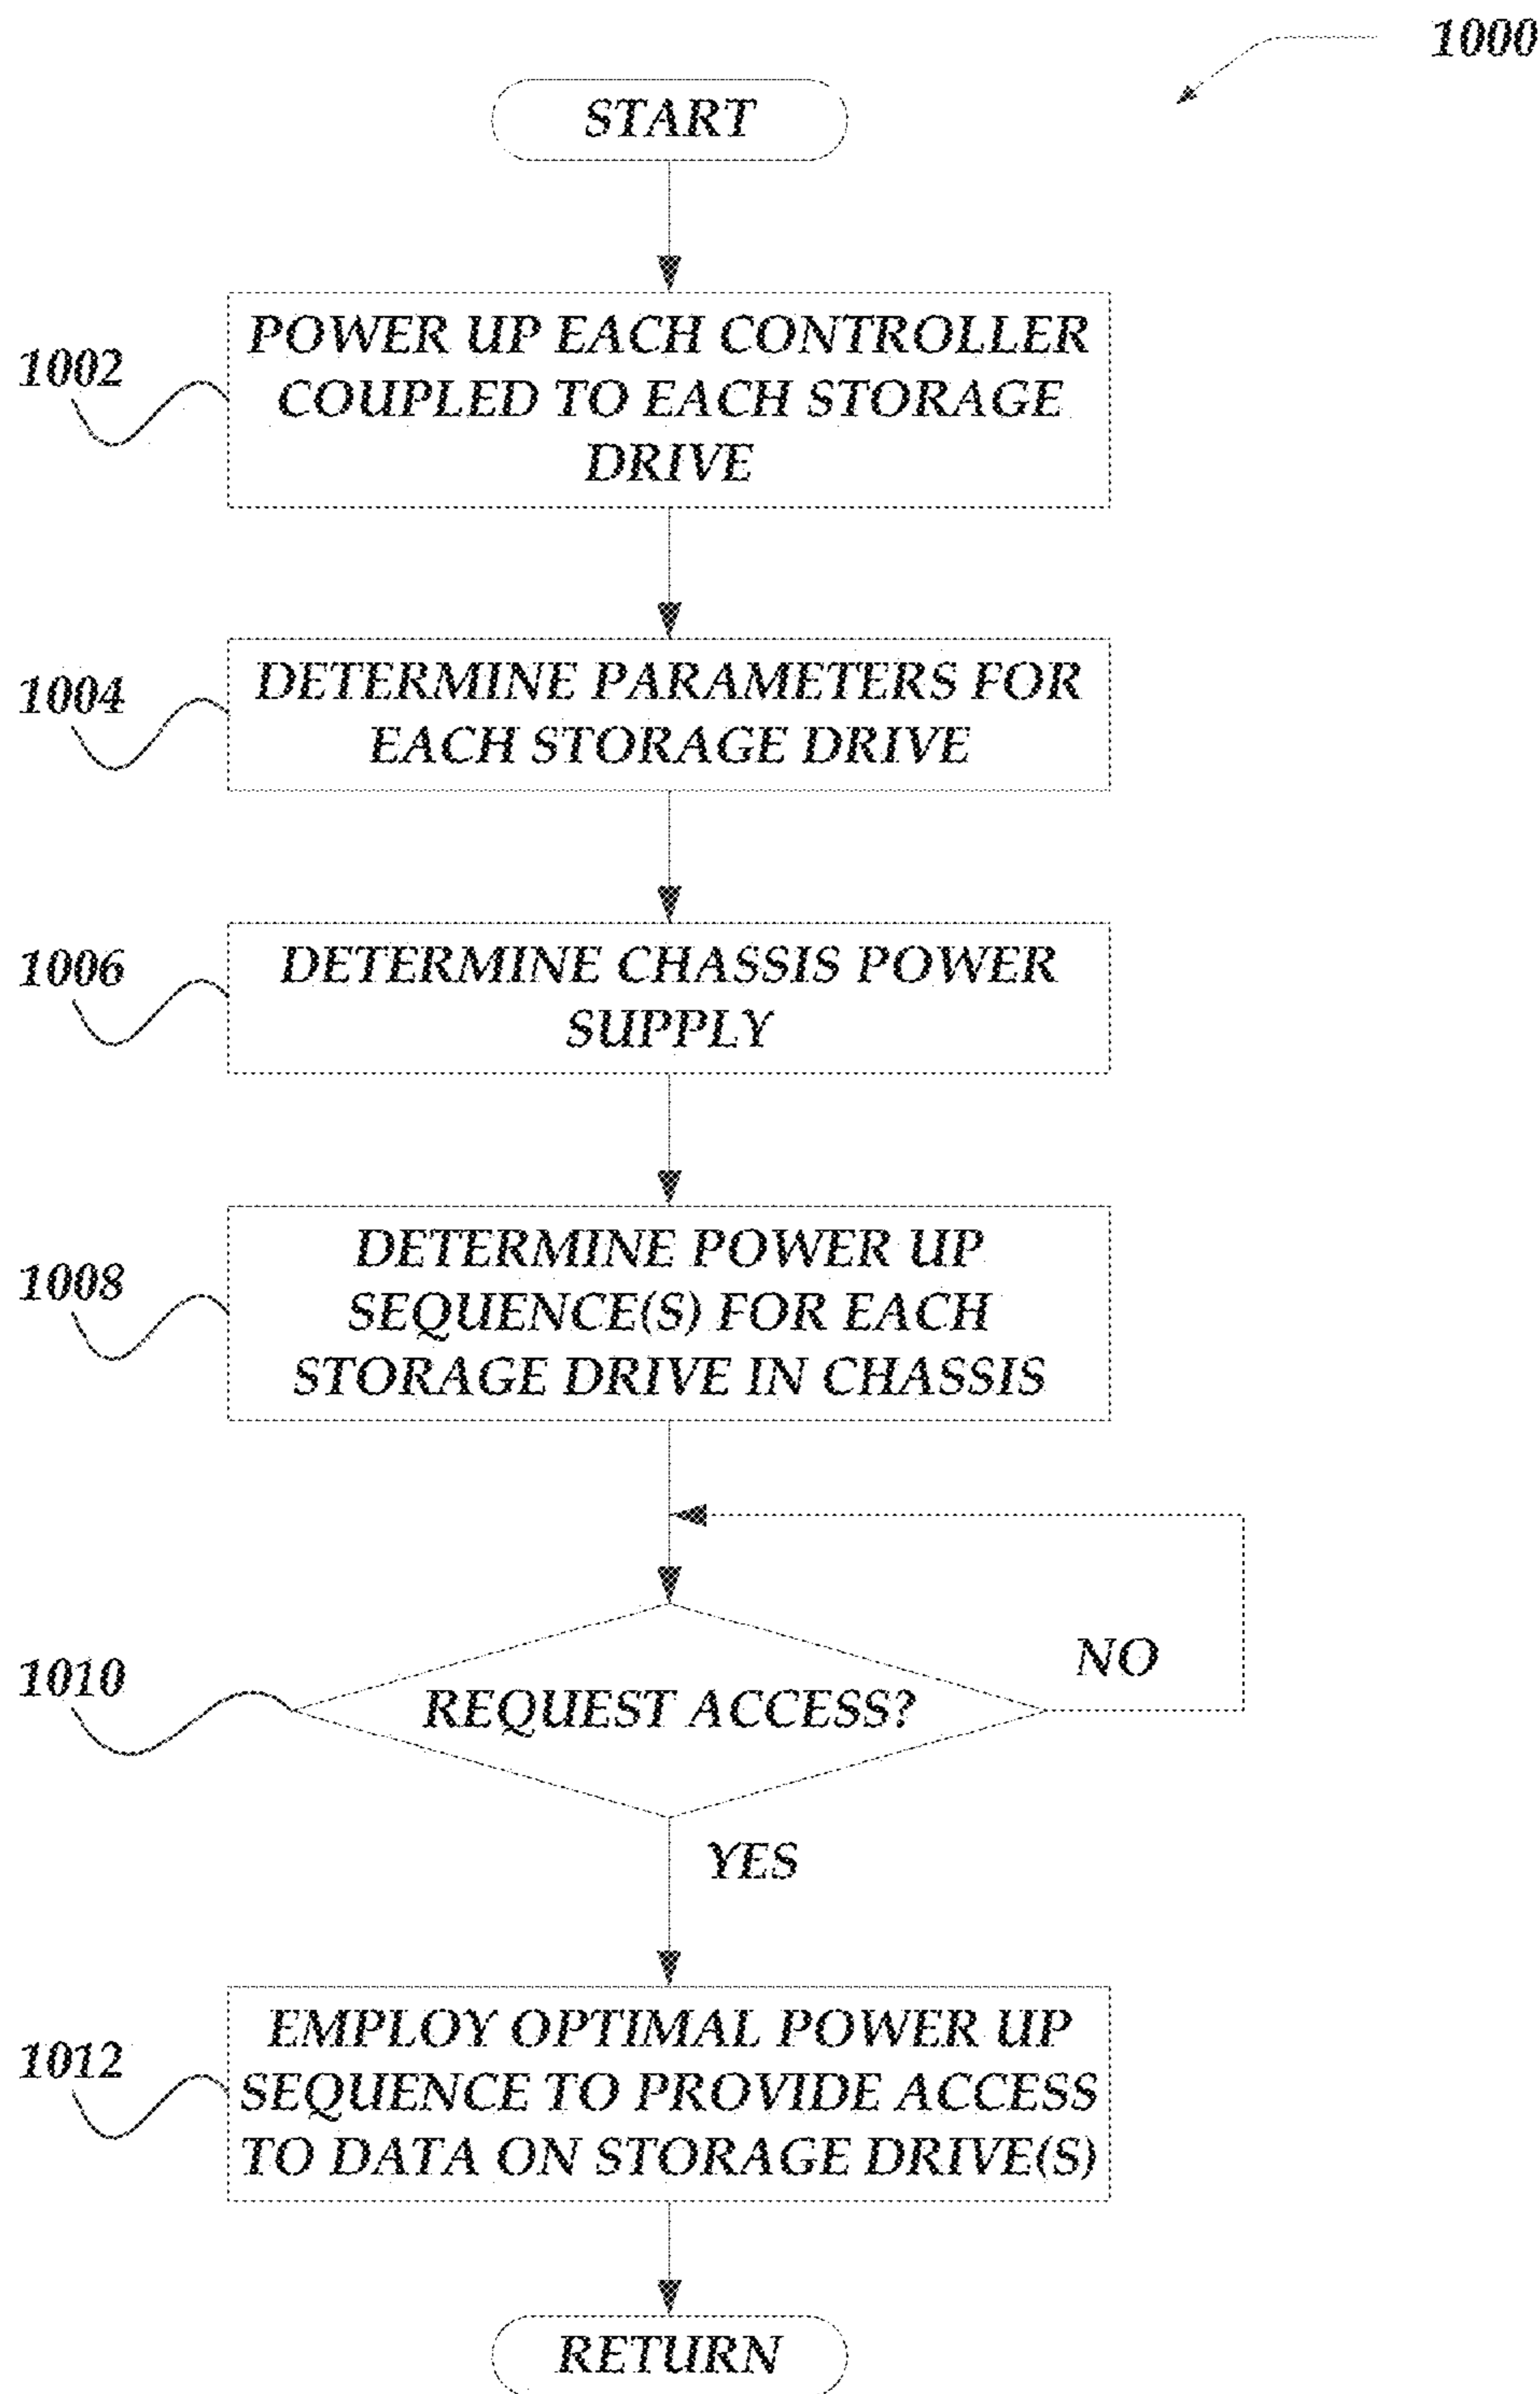 1000
START
1002
POWER UP EACH CONTROLLER
COUPLED TO EACH STORAGE
DRIVE
1004
DETERMINE PARAMETERS FOR
EACH STORAGE DRIVE
1006
DETERMINE CHASSIS POWER
SUPPLY
1008
DETERMINE POWER UP
SEQUENCE(S) FOR EACH
STORAGE DRIVE IN CHASSIS
1010
REQUEST ACCESS?
NO
YES
1012
EMPLOY OPTIMAL POWER UP
SEQUENCE TO PROVIDE ACCESS
TO DATA ON STORAGE DRIVE(S)
RETURN